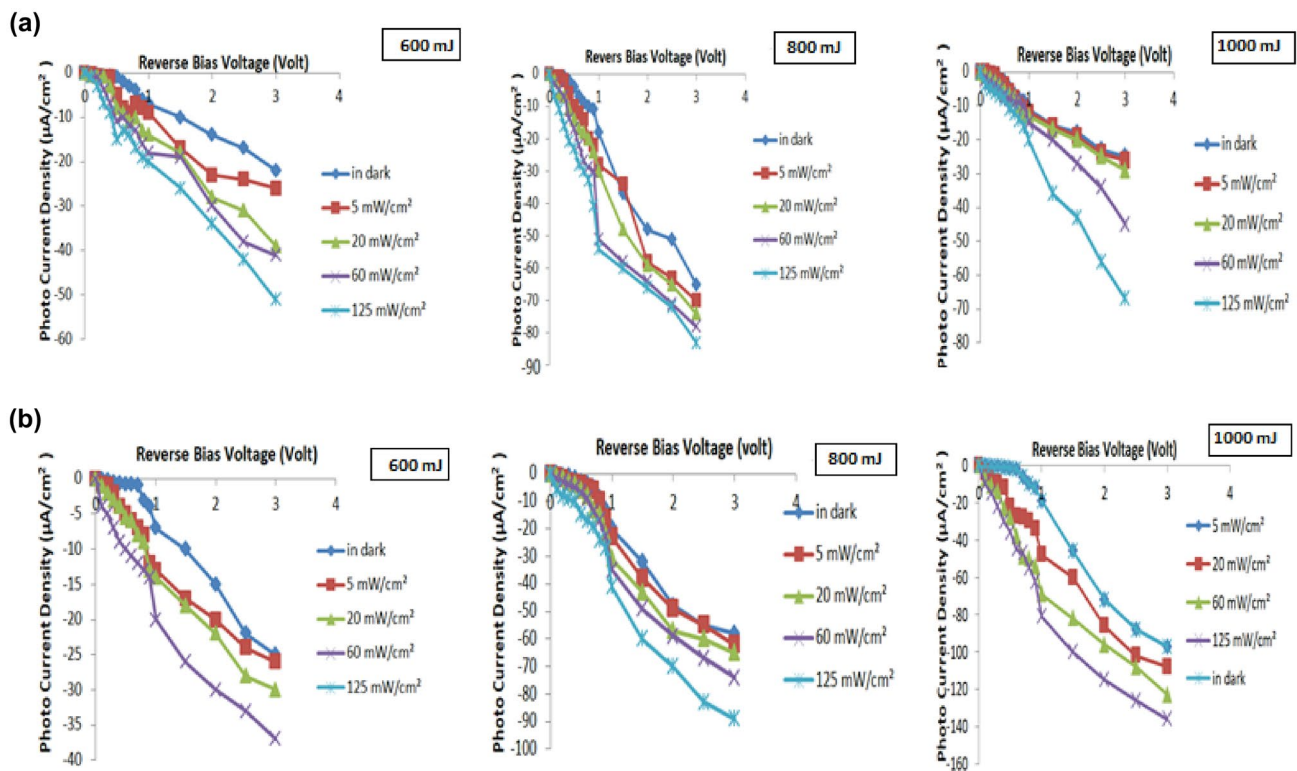 (a)
600 mJ
Reverse Bias Voltage (Volt)
0
0
1
2
3
4
-10
-20
-30
-40
-50
-60
Photo Current Density (µA/cm²)
in dark
5 mW/cm²
20 mW/cm²
60 mW/cm²
125 mW/cm²
800 mJ
Revers Bias Voltage (Volt)
0
0
1
2
3
4
-10
-20
-30
-40
-50
-60
-70
-80
-90
Photo Current Density (µA/cm²)
in dark
5 mW/cm²
20 mW/cm²
60 mW/cm²
125 mW/cm²
1000 mJ
Reverse Bias Voltage (Volt)
0
0
1
2
3
4
-10
-20
-30
-40
-50
-60
-70
-80
Photo Current Density (µA/cm²)
in dark
5 mW/cm²
20 mW/cm²
60 mW/cm²
125 mW/cm²
(b)
600 mJ
Reverse Bias Voltage (Volt)
0
0
1
2
3
4
-5
-10
-15
-20
-25
-30
-35
-40
Photo Current Density (µA/cm²)
in dark
5 mW/cm²
20 mW/cm²
60 mW/cm²
125 mW/cm²
800 mJ
Reverse Bias Voltage (volt)
0
0
1
2
3
4
-10
-20
-30
-40
-50
-60
-70
-80
-90
-100
Photo Current Density (µA/cm²)
in dark
5 mW/cm²
20 mW/cm²
60 mW/cm²
125 mW/cm²
1000 mJ
Reverse Bias Voltage (Volt)
0
0
1
2
3
4
-20
-40
-60
-80
-100
-120
-140
-160
Photo Current Density (µA/cm²)
5 mW/cm²
20 mW/cm²
60 mW/cm²
125 mW/cm²
in dark